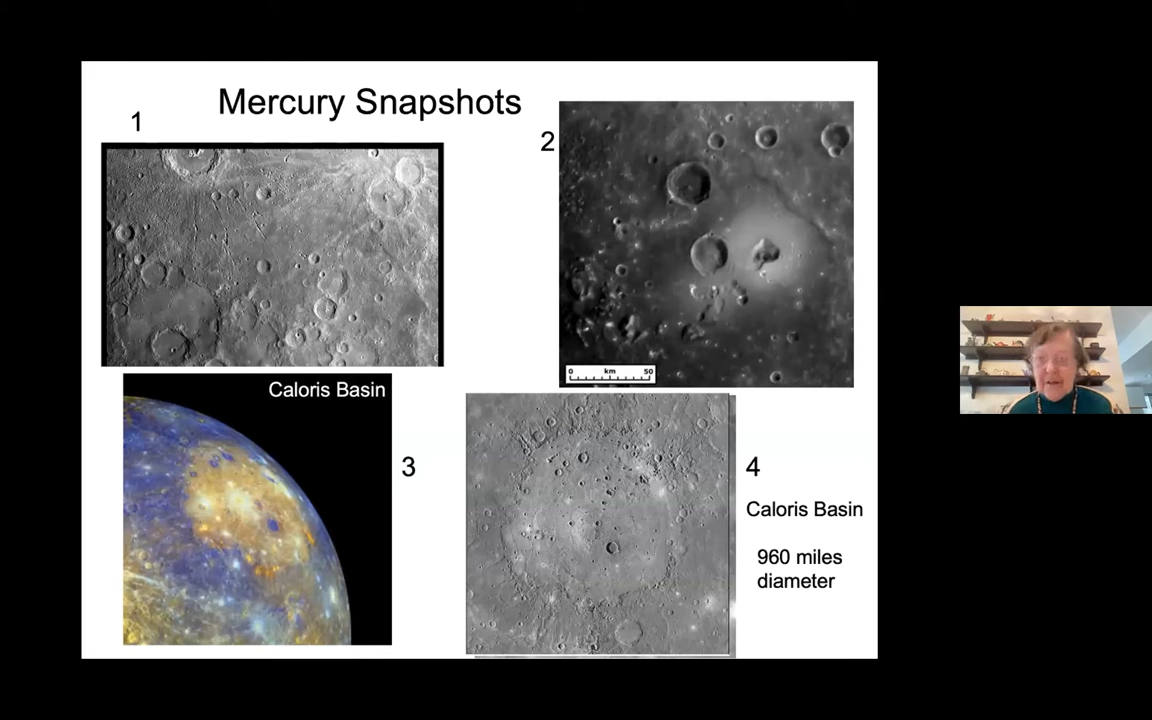 Mercury Snapshots
1
2
0 km 50
Caloris Basin
3
4
Caloris Basin
960 miles
diameter